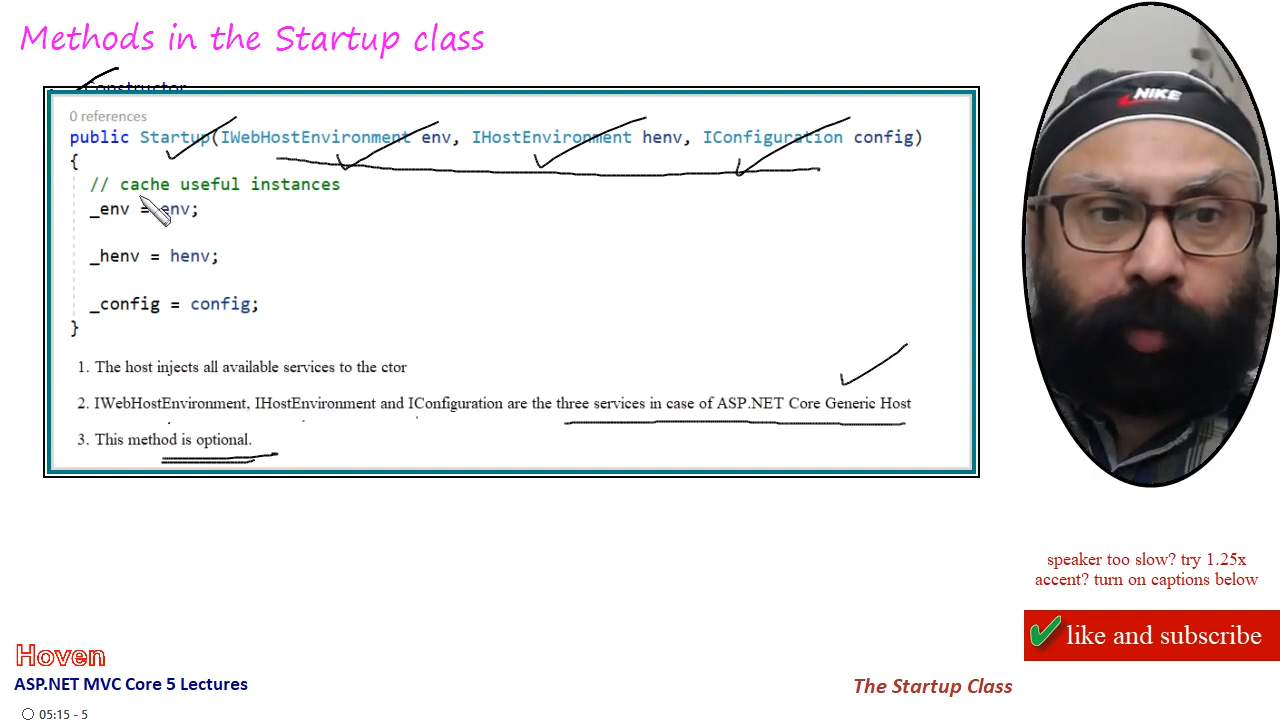 Methods in the Startup class
Constructor
0 references
public Startup(IWebHostEnvironment env, IHostEnvironment henv, IConfiguration config)
{
// cache useful instances
_env = env;
_henv = henv;
_config = config;
}
1. The host injects all available services to the ctor
2. IWebHostEnvironment, IHostEnvironment and IConfiguration are the three services in case of ASP.NET Core Generic Host
3. This method is optional.
NIKE
speaker too slow? try 1.25x
accent? turn on captions below
like and subscribe
Hoven
ASP.NET MVC Core 5 Lectures
The Startup Class
05:15 - 5